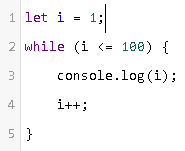 1 let i = 1;
2 while (i <= 100) {
3     console.log(i);
4     i++;
5 }